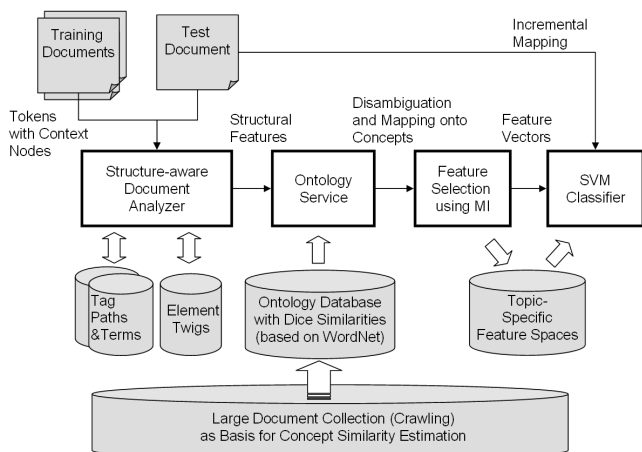 Training
Documents
Test
Document
Incremental
Mapping
Tokens
with Context
Nodes
Structural
Features
Disambiguation
and Mapping onto
Concepts
Feature
Vectors
Structure-aware
Document
Analyzer
Ontology
Service
Feature
Selection
using MI
SVM
Classifier
Tag
Paths
&Terms
Element
Twigs
Ontology Database
with Dice Similarities
(based on WordNet)
Topic-
Specific
Feature Spaces
Large Document Collection (Crawling)
as Basis for Concept Similarity Estimation